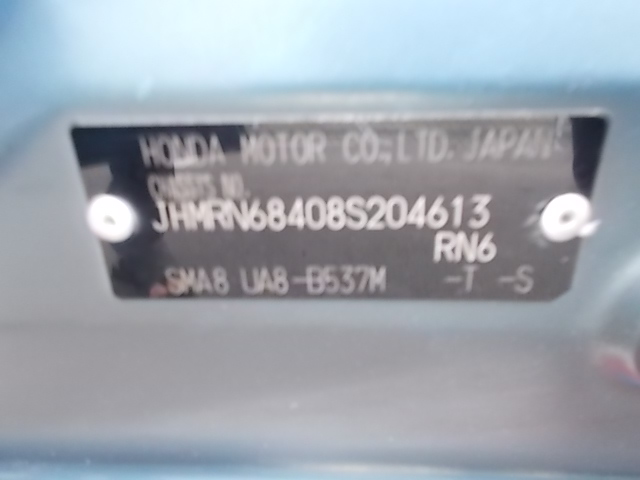 HONDA MOTOR CO.,LTD. JAPAN
CHASSIS NO.
JHMRN68408S204613
RN6
SMA8 UA8-B537M -T -S